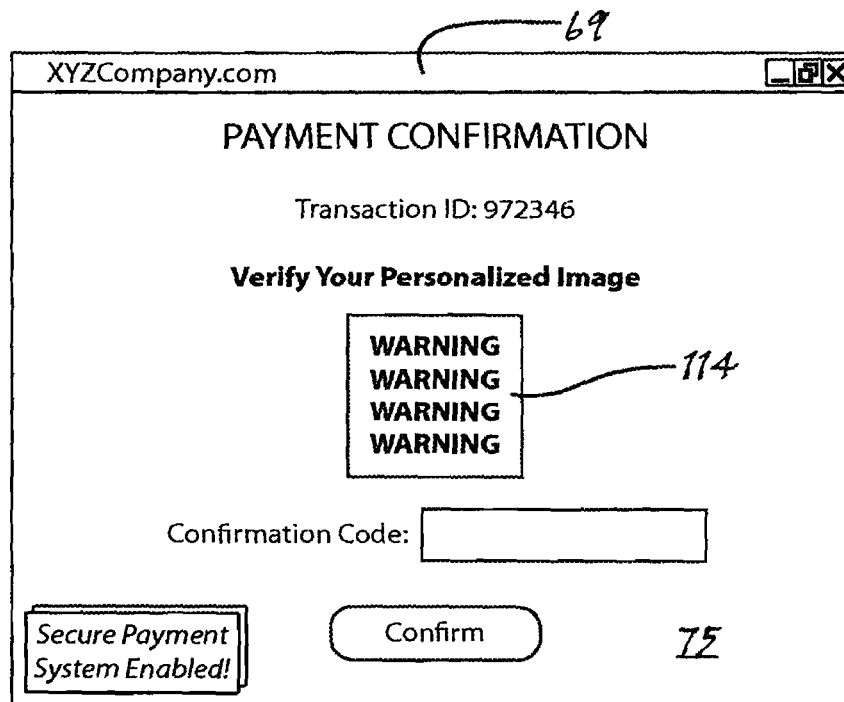 69
XYZCompany.com
PAYMENT CONFIRMATION
Transaction ID: 972346
Verify Your Personalized Image
WARNING
WARNING
WARNING
WARNING
114
Confirmation Code:
Secure Payment
System Enabled!
Confirm
75